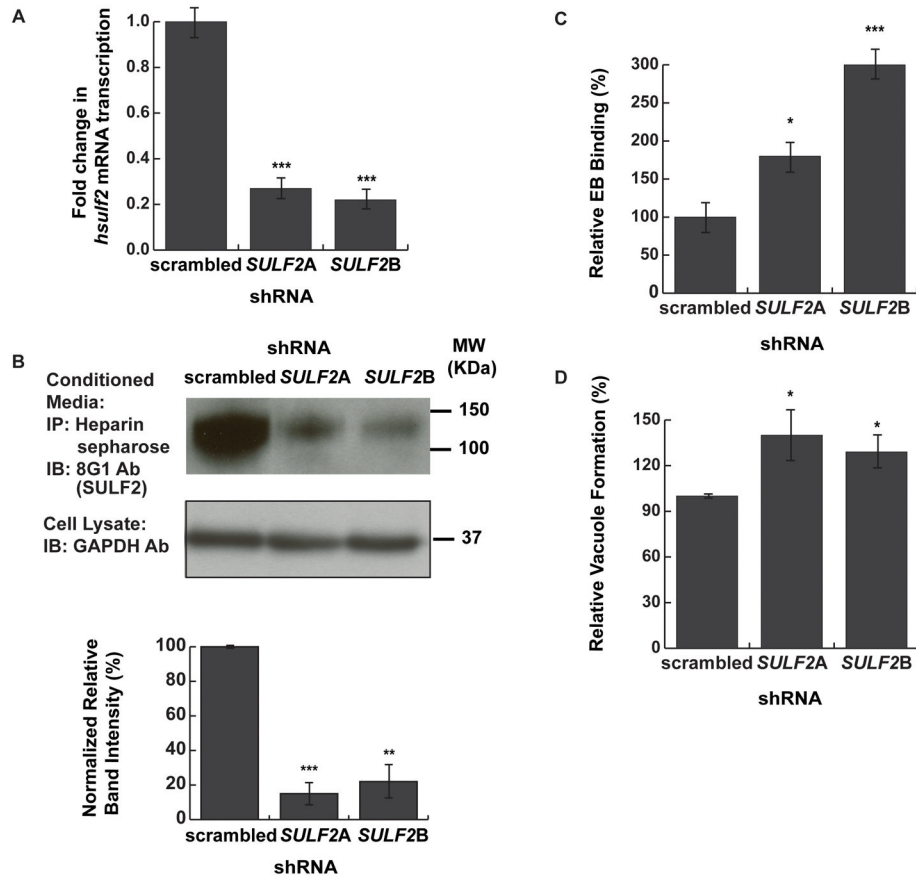 A
Fold change in
hsulf2 mRNA transcription
1.0
0.8
0.6
0.4
0.2
0.0
***
***
scrambled SULF2A SULF2B
shRNA
B
shRNA
scrambled SULF2A SULF2B
MW
(KDa)
Conditioned
Media:
IP: Heparin
sepharose
IB: 8G1 Ab
(SULF2)
150
100
Cell Lysate:
IB: GAPDH Ab
37
Normalized Relative
Band Intensity (%)
100
80
60
40
20
0
***
**
scrambled SULF2A SULF2B
shRNA
C
Relative EB Binding (%)
300
250
200
150
100
50
0
*
***
scrambled SULF2A SULF2B
shRNA
D
Relative Vacuole Formation (%)
150
120
90
60
30
0
*
*
scrambled SULF2A SULF2B
shRNA